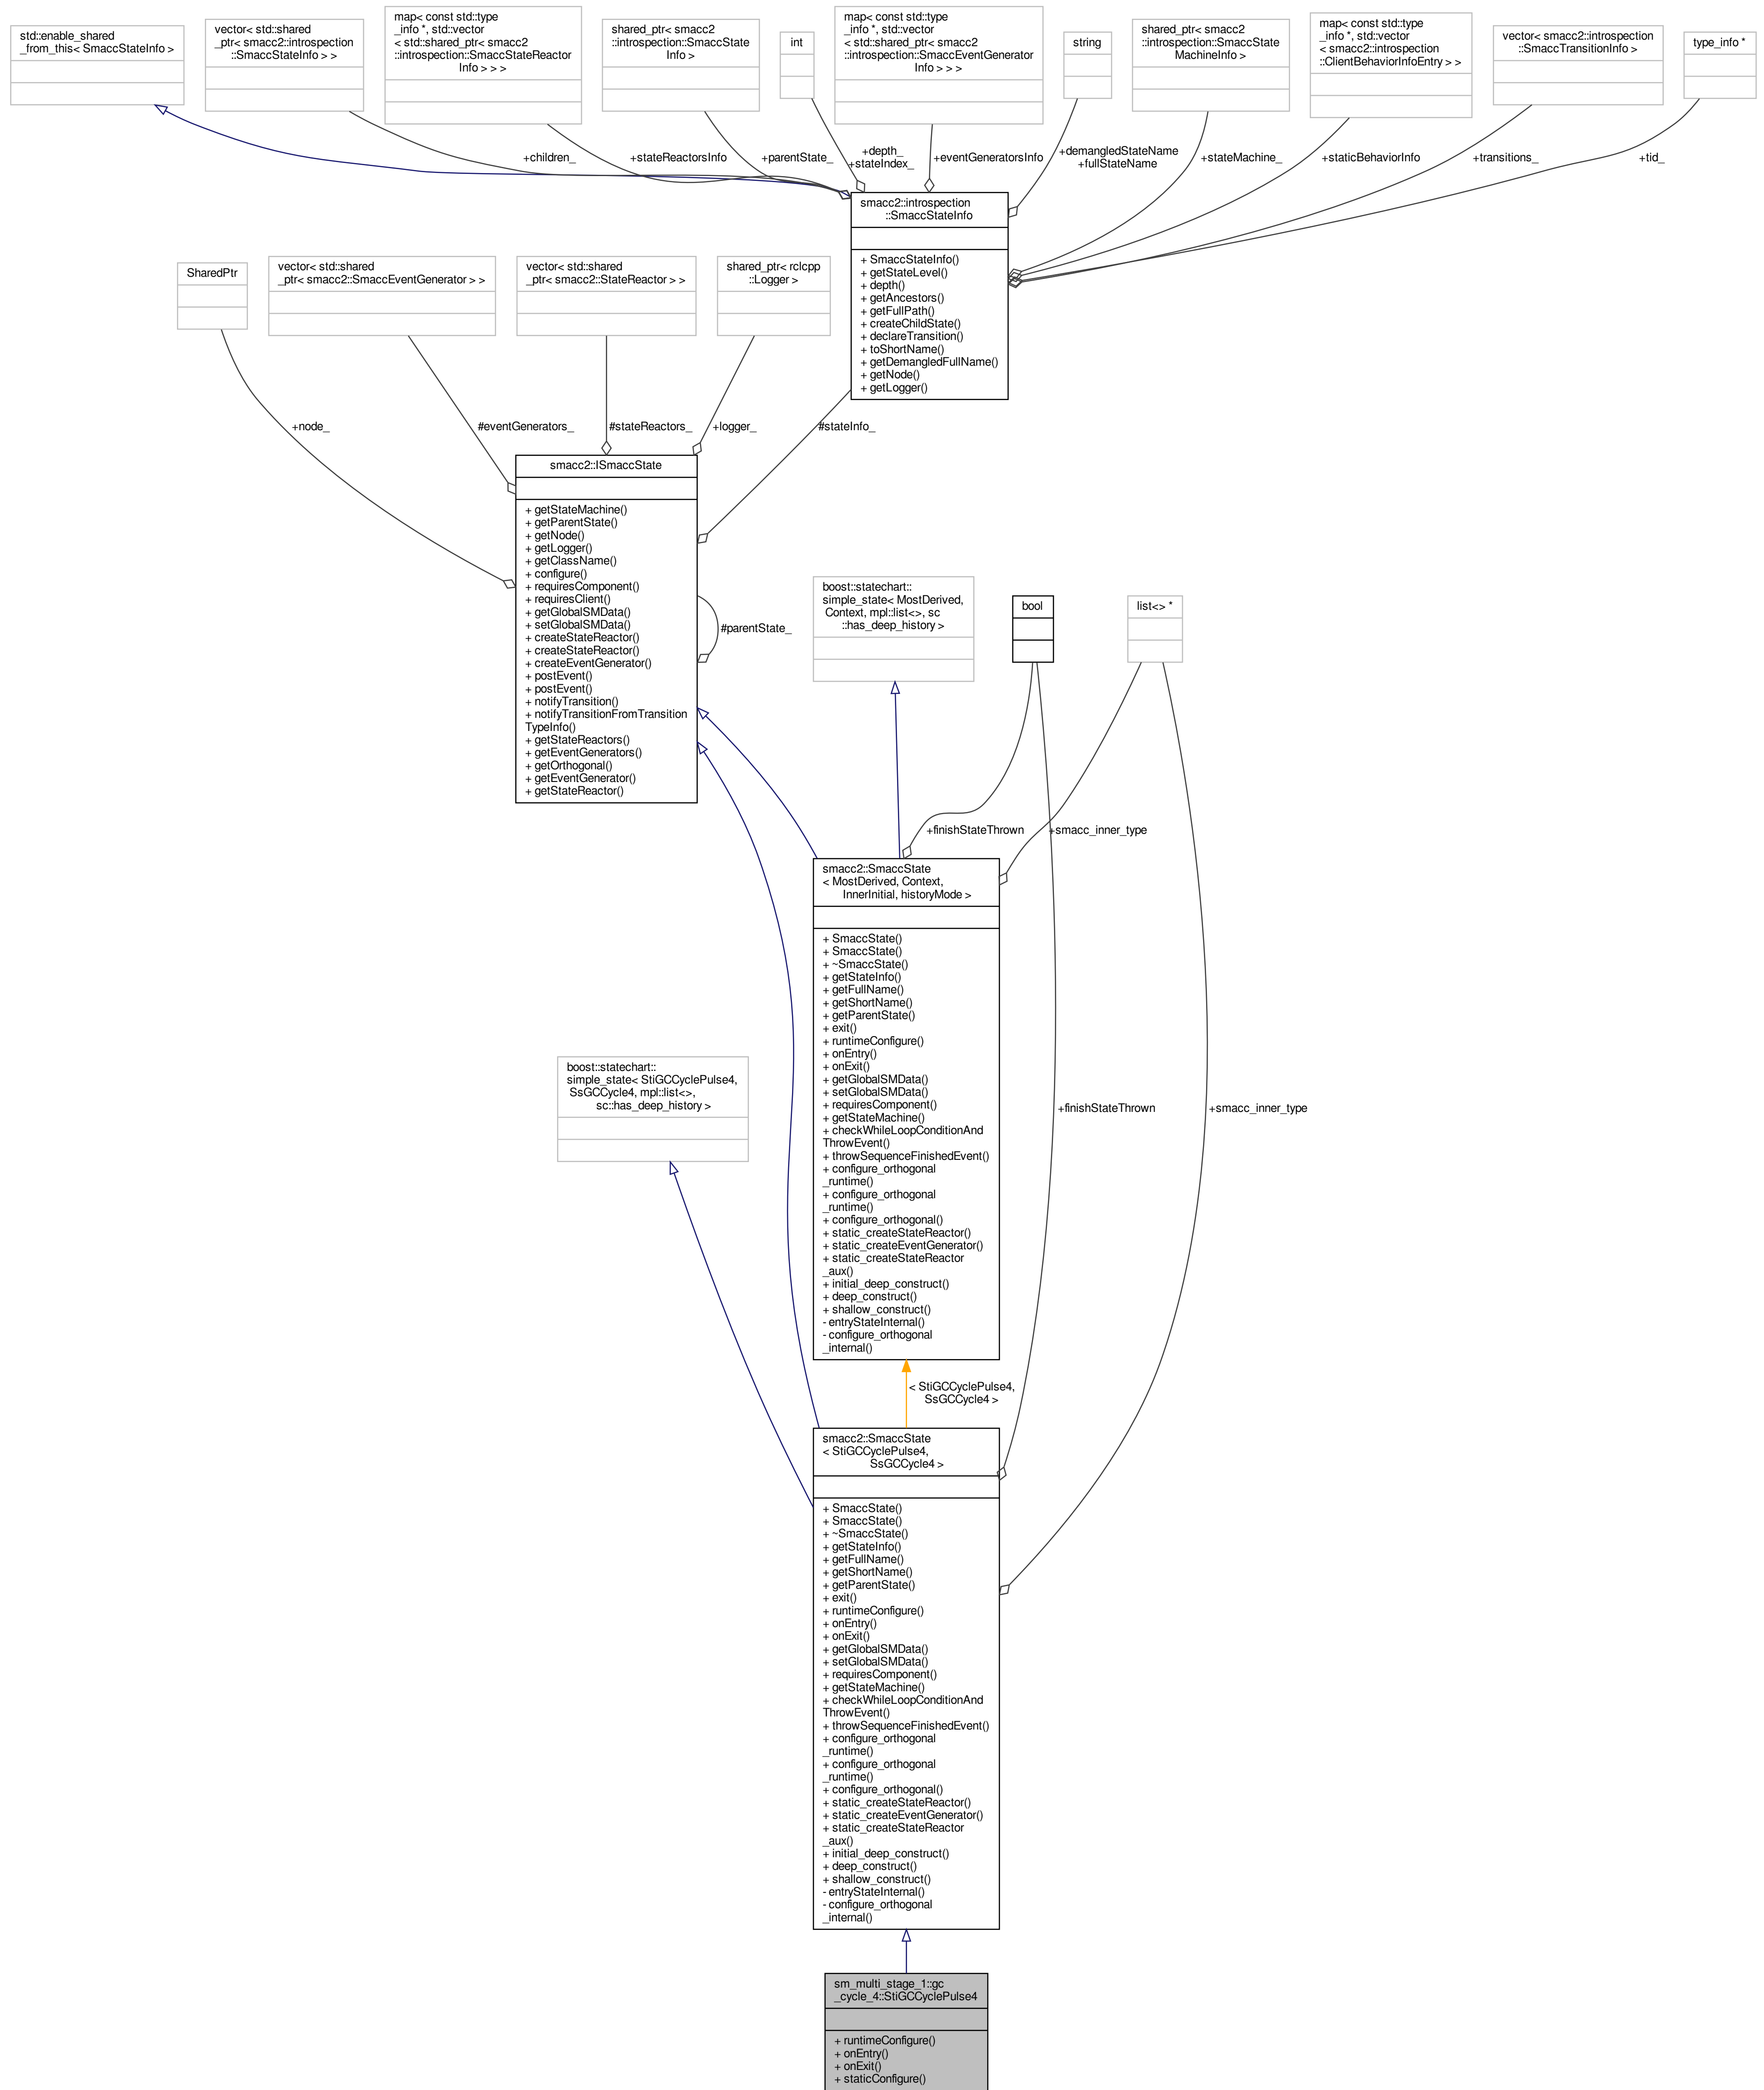 std::enable_shared
_from_this< SmaccStateInfo >
vector< std::shared
_ptr< smacc2::introspection
::SmaccStateInfo > >
map< const std::type
_info *, std::vector
< std::shared_ptr< smacc2
::introspection::SmaccStateReactor
Info > > >
shared_ptr< smacc2
::introspection::SmaccState
Info >
int
map< const std::type
_info *, std::vector
< std::shared_ptr< smacc2
::introspection::SmaccEventGenerator
Info > > >
string
shared_ptr< smacc2
::introspection::SmaccState
MachineInfo >
map< const std::type
_info *, std::vector
< smacc2::introspection
::ClientBehaviorInfoEntry > >
vector< smacc2::introspection
::SmaccTransitionInfo >
type_info *
+children_
+stateReactorsInfo
+parentState_
+depth_
+stateIndex_
+eventGeneratorsInfo
+demangledStateName
+fullStateName
+stateMachine_
+staticBehaviorInfo
+transitions_
+tid_
smacc2::introspection
::SmaccStateInfo
+ SmaccStateInfo()
+ getStateLevel()
+ depth()
+ getAncestors()
+ getFullPath()
+ createChildState()
+ declareTransition()
+ toShortName()
+ getDemangledFullName()
+ getNode()
+ getLogger()
SharedPtr
vector< std::shared
_ptr< smacc2::SmaccEventGenerator > >
vector< std::shared
_ptr< smacc2::StateReactor > >
shared_ptr< rclcpp
::Logger >
+node_
#eventGenerators_
#stateReactors_
+logger_
#stateInfo_
smacc2::ISmaccState
+ getStateMachine()
+ getParentState()
+ getNode()
+ getLogger()
+ getClassName()
+ configure()
+ requiresComponent()
+ requiresClient()
+ getGlobalSMData()
+ setGlobalSMData()
+ createStateReactor()
+ createStateReactor()
+ createEventGenerator()
+ postEvent()
+ postEvent()
+ notifyTransition()
+ notifyTransitionFromTransition
TypeInfo()
+ getStateReactors()
+ getEventGenerators()
+ getOrthogonal()
+ getEventGenerator()
+ getStateReactor()
#parentState_
boost::statechart::
simple_state< MostDerived,
Context, mpl::list<>, sc
::has_deep_history >
bool
list<> *
+finishStateThrown
+smacc_inner_type
smacc2::SmaccState
< MostDerived, Context,
InnerInitial, historyMode >
+ SmaccState()
+ SmaccState()
+ ~SmaccState()
+ getStateInfo()
+ getFullName()
+ getShortName()
+ getParentState()
+ exit()
+ runtimeConfigure()
+ onEntry()
+ onExit()
+ getGlobalSMData()
+ setGlobalSMData()
+ requiresComponent()
+ getStateMachine()
+ checkWhileLoopConditionAnd
ThrowEvent()
+ throwSequenceFinishedEvent()
+ configure_orthogonal
_runtime()
+ configure_orthogonal
_runtime()
+ configure_orthogonal()
+ static_createStateReactor()
+ static_createEventGenerator()
+ static_createStateReactor
_aux()
+ initial_deep_construct()
+ deep_construct()
+ shallow_construct()
- entryStateInternal()
- configure_orthogonal
_internal()
boost::statechart::
simple_state< StiGCCyclePulse4,
SsGCCycle4, mpl::list<>,
sc::has_deep_history >
+finishStateThrown
+smacc_inner_type
< StiGCCyclePulse4,
SsGCCycle4 >
smacc2::SmaccState
< StiGCCyclePulse4,
SsGCCycle4 >
+ SmaccState()
+ SmaccState()
+ ~SmaccState()
+ getStateInfo()
+ getFullName()
+ getShortName()
+ getParentState()
+ exit()
+ runtimeConfigure()
+ onEntry()
+ onExit()
+ getGlobalSMData()
+ setGlobalSMData()
+ requiresComponent()
+ getStateMachine()
+ checkWhileLoopConditionAnd
ThrowEvent()
+ throwSequenceFinishedEvent()
+ configure_orthogonal
_runtime()
+ configure_orthogonal
_runtime()
+ configure_orthogonal()
+ static_createStateReactor()
+ static_createEventGenerator()
+ static_createStateReactor
_aux()
+ initial_deep_construct()
+ deep_construct()
+ shallow_construct()
- entryStateInternal()
- configure_orthogonal
_internal()
sm_multi_stage_1::gc
_cycle_4::StiGCCyclePulse4
+ runtimeConfigure()
+ onEntry()
+ onExit()
+ staticConfigure()